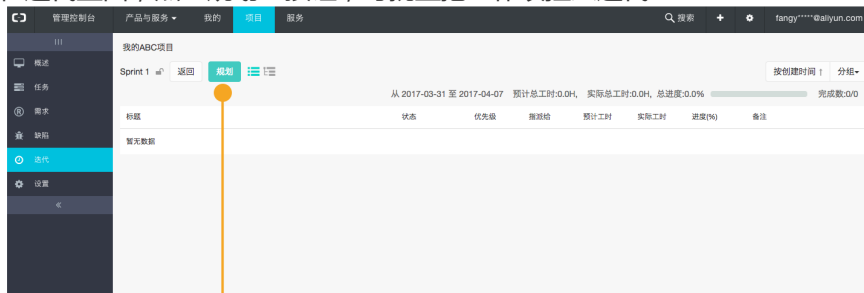 管理控制台 产品与服务 我的 项目 服务 搜索 fangy*****@aliyun.com
我的ABC项目
概述
Sprint 1 返回 规划 按创建时间 分组
任务
从 2017-03-31 至 2017-04-07 预计总工时:0.0H, 实际总工时:0.0H, 总进度:0.0% 完成数:0/0
需求
标题 状态 优先级 指派给 预计工时 实际工时 进度(%) 备注
缺陷
暂无数据
迭代
设置